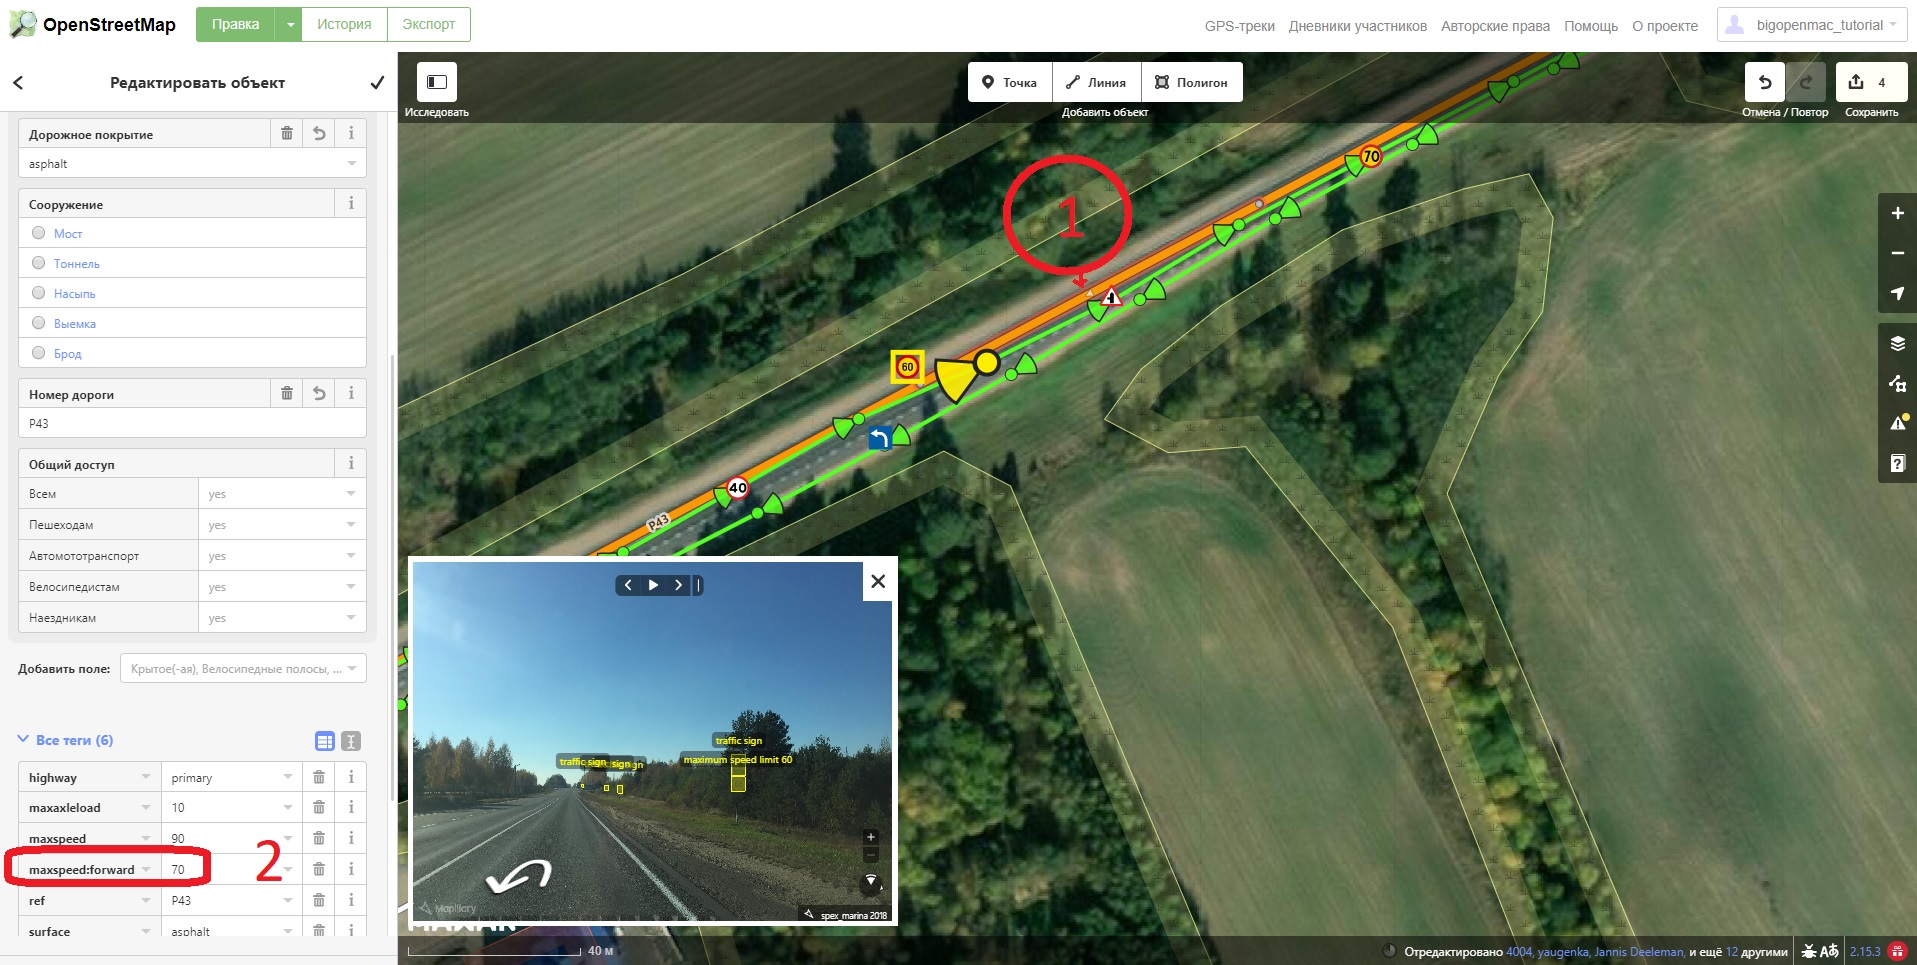 OpenStreetMap
Правка
История
Экспорт
GPS-треки
Дневники участников
Авторские права
Помощь
О проекте
bigopenmac_tutorial
Редактировать объект
Дорожное покрытие
asphalt
Сооружение
Мост
Тоннель
Насыпь
Выемка
Брод
Номер дороги
P43
Общий доступ
Всем yes
Пешеходам yes
Автомототранспорт yes
Велосипедистам yes
Наездникам yes
Добавить поле: Крытое(-ая), Велосипедные полосы, ...
Все теги (6)
highway primary
maxaxleload 10
maxspeed 90
maxspeed:forward 70
2
ref P43
surface asphalt
Исследовать
Точка
Линия
Полигон
Добавить объект
Отмена / Повтор
4
Сохранить
1
70
60
40
P43
traffic sign
maximum speed limit 60
traffic sign
sign
Mapillary
spex_marina 2018
40 м
Отредактировано 4004, yaugenka, Jannis Deeleman, и ещё 12 другими
2.15.3